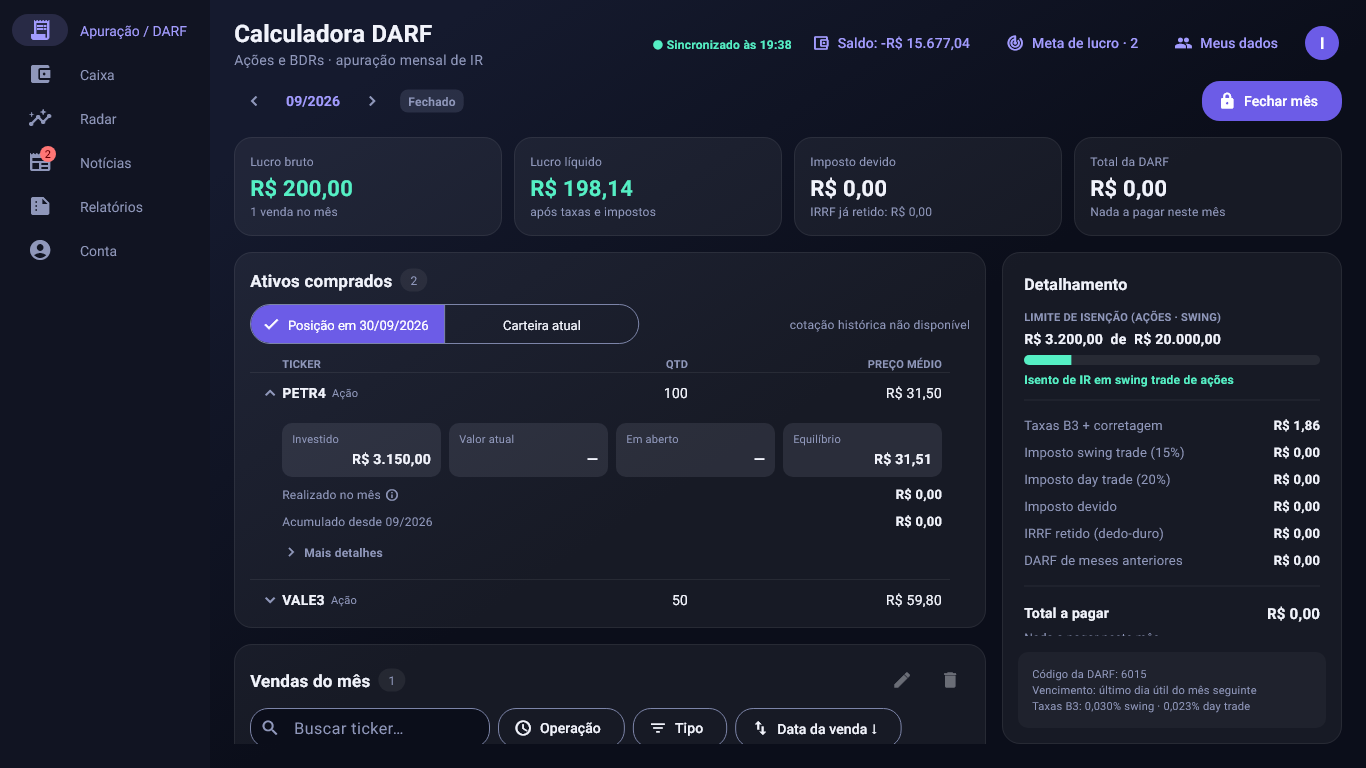 Apuração / DARF
Caixa
Radar
2
Notícias
Relatórios
Conta
Calculadora DARF
Ações e BDRs · apuração mensal de IR
Sincronizado às 19:38
Saldo: -R$ 15.677,04
Meta de lucro · 2
Meus dados
I
09/2026
Fechado
Fechar mês
Lucro bruto
R$ 200,00
1 venda no mês
Lucro líquido
R$ 198,14
após taxas e impostos
Imposto devido
R$ 0,00
IRRF já retido: R$ 0,00
Total da DARF
R$ 0,00
Nada a pagar neste mês
Ativos comprados 2
Posição em 30/09/2026
Carteira atual
cotação histórica não disponível
TICKER QTD PREÇO MÉDIO
PETR4 Ação 100 R$ 31,50
Investido
R$ 3.150,00
Valor atual
—
Em aberto
—
Equilíbrio
R$ 31,51
Realizado no mês R$ 0,00
Acumulado desde 09/2026 R$ 0,00
Mais detalhes
VALE3 Ação 50 R$ 59,80
Vendas do mês 1
Buscar ticker…
Operação
Tipo
Data da venda ↓
Detalhamento
LIMITE DE ISENÇÃO (AÇÕES · SWING)
R$ 3.200,00 de R$ 20.000,00
Isento de IR em swing trade de ações
Taxas B3 + corretagem R$ 1,86
Imposto swing trade (15%) R$ 0,00
Imposto day trade (20%) R$ 0,00
Imposto devido R$ 0,00
IRRF retido (dedo-duro) R$ 0,00
DARF de meses anteriores R$ 0,00
Total a pagar R$ 0,00
Código da DARF: 6015
Vencimento: último dia útil do mês seguinte
Taxas B3: 0,030% swing · 0,023% day trade